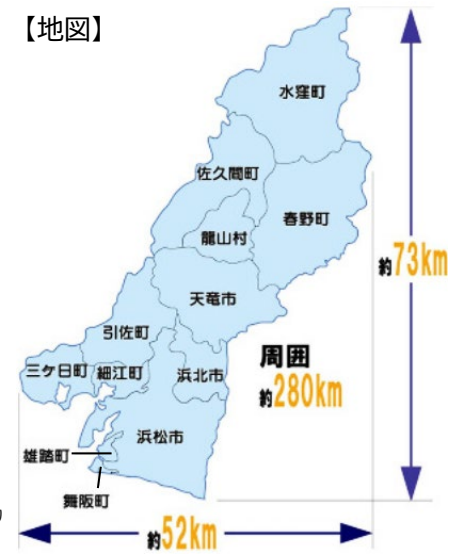 【地図】
水窪町
佐久間町
春野町
龍山村
約73km
天竜市
引佐町
周囲
三ケ日町
細江町
浜北市
約280km
浜松市
雄踏町
舞阪町
約52km